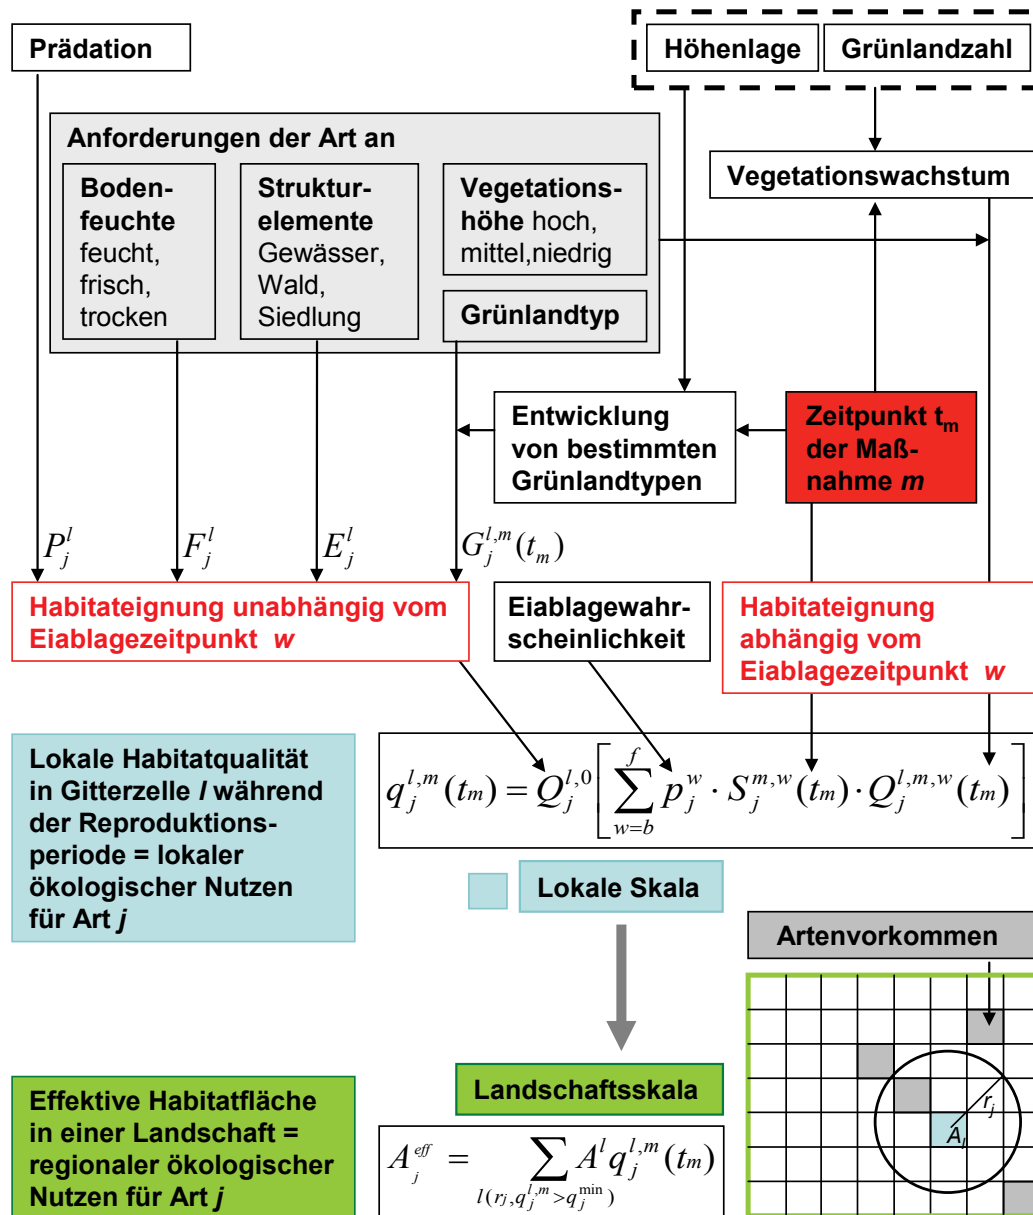 Prädation
Höhenlage
Grünlandzahl
Anforderungen der Art an
Boden-
feuchte
feucht,
frisch,
trocken
Struktur-
elemente
Gewässer,
Wald,
Siedlung
Vegetations-
höhe hoch,
mittel,niedrig
Grünlandtyp
Vegetationswachstum
Entwicklung
von bestimmten
Grünlandtypen
Zeitpunkt t_m
der Maß-
nahme m
P_j^l
F_j^l
E_j^l
G_j^{l,m}(t_m)
Habitateignung unabhängig vom
Eiablagezeitpunkt w
Eiablagewahr-
scheinlichkeit
Habitateignung
abhängig vom
Eiablagezeitpunkt w
Lokale Habitatqualität
in Gitterzelle l während
der Reproduktions-
periode = lokaler
ökologischer Nutzen
für Art j
q_j^{l,m}(t_m) = Q_j^{l,0} [ ∑_{w=b}^{f} p_j^w · S_j^{m,w}(t_m) · Q_j^{l,m,w}(t_m) ]
Lokale Skala
Artenvorkommen
r_j
A_l
Landschaftsskala
Effektive Habitatfläche
in einer Landschaft =
regionaler ökologischer
Nutzen für Art j
A_j^{eff} = ∑_{l(r_j,q_j^{l,m}>q_j^{min})} A^l q_j^{l,m}(t_m)